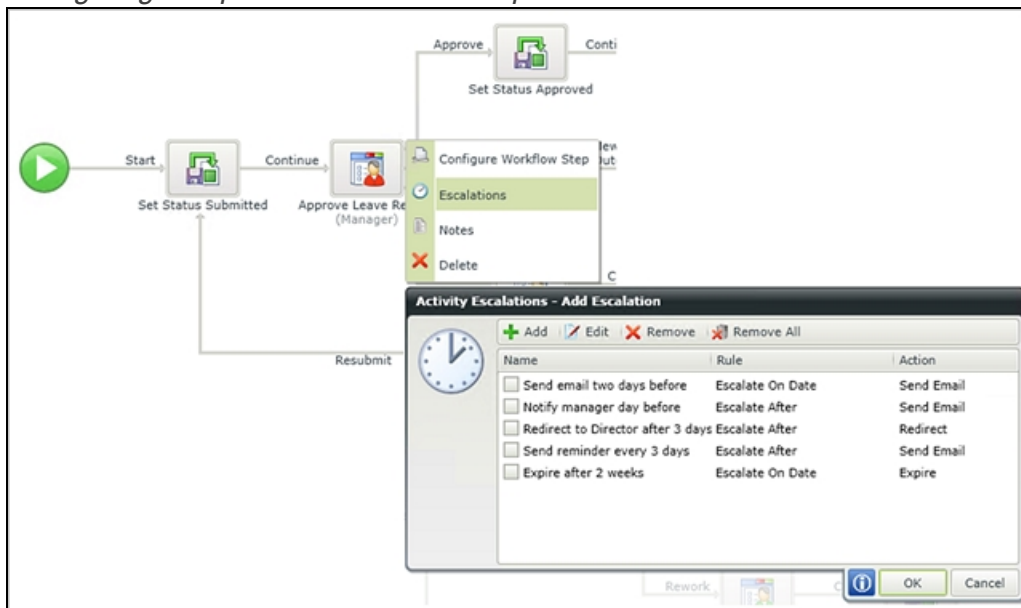 Approve
Conti
Set Status Approved
Start
Continue
Set Status Submitted
Approve Leave Re
(Manager)
Configure Workflow Step
Escalations
Notes
Delete
Resubmit
Activity Escalations - Add Escalation
Add Edit Remove Remove All
Name Rule Action
Send email two days before Escalate On Date Send Email
Notify manager day before Escalate After Send Email
Redirect to Director after 3 days Escalate After Redirect
Send reminder every 3 days Escalate After Send Email
Expire after 2 weeks Escalate On Date Expire
Rework
OK Cancel